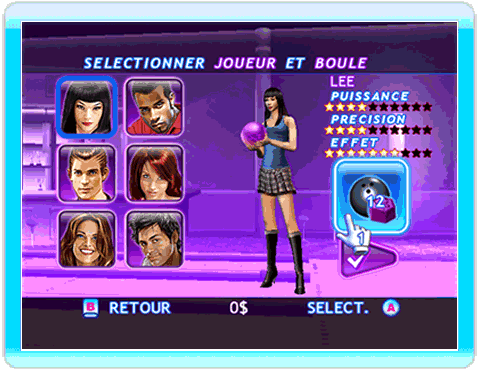 SELECTIONNER JOUEUR ET BOULE
LEE
PUISSANCE
PRECISION
EFFET
12
1
B RETOUR 0$ SELECT. A